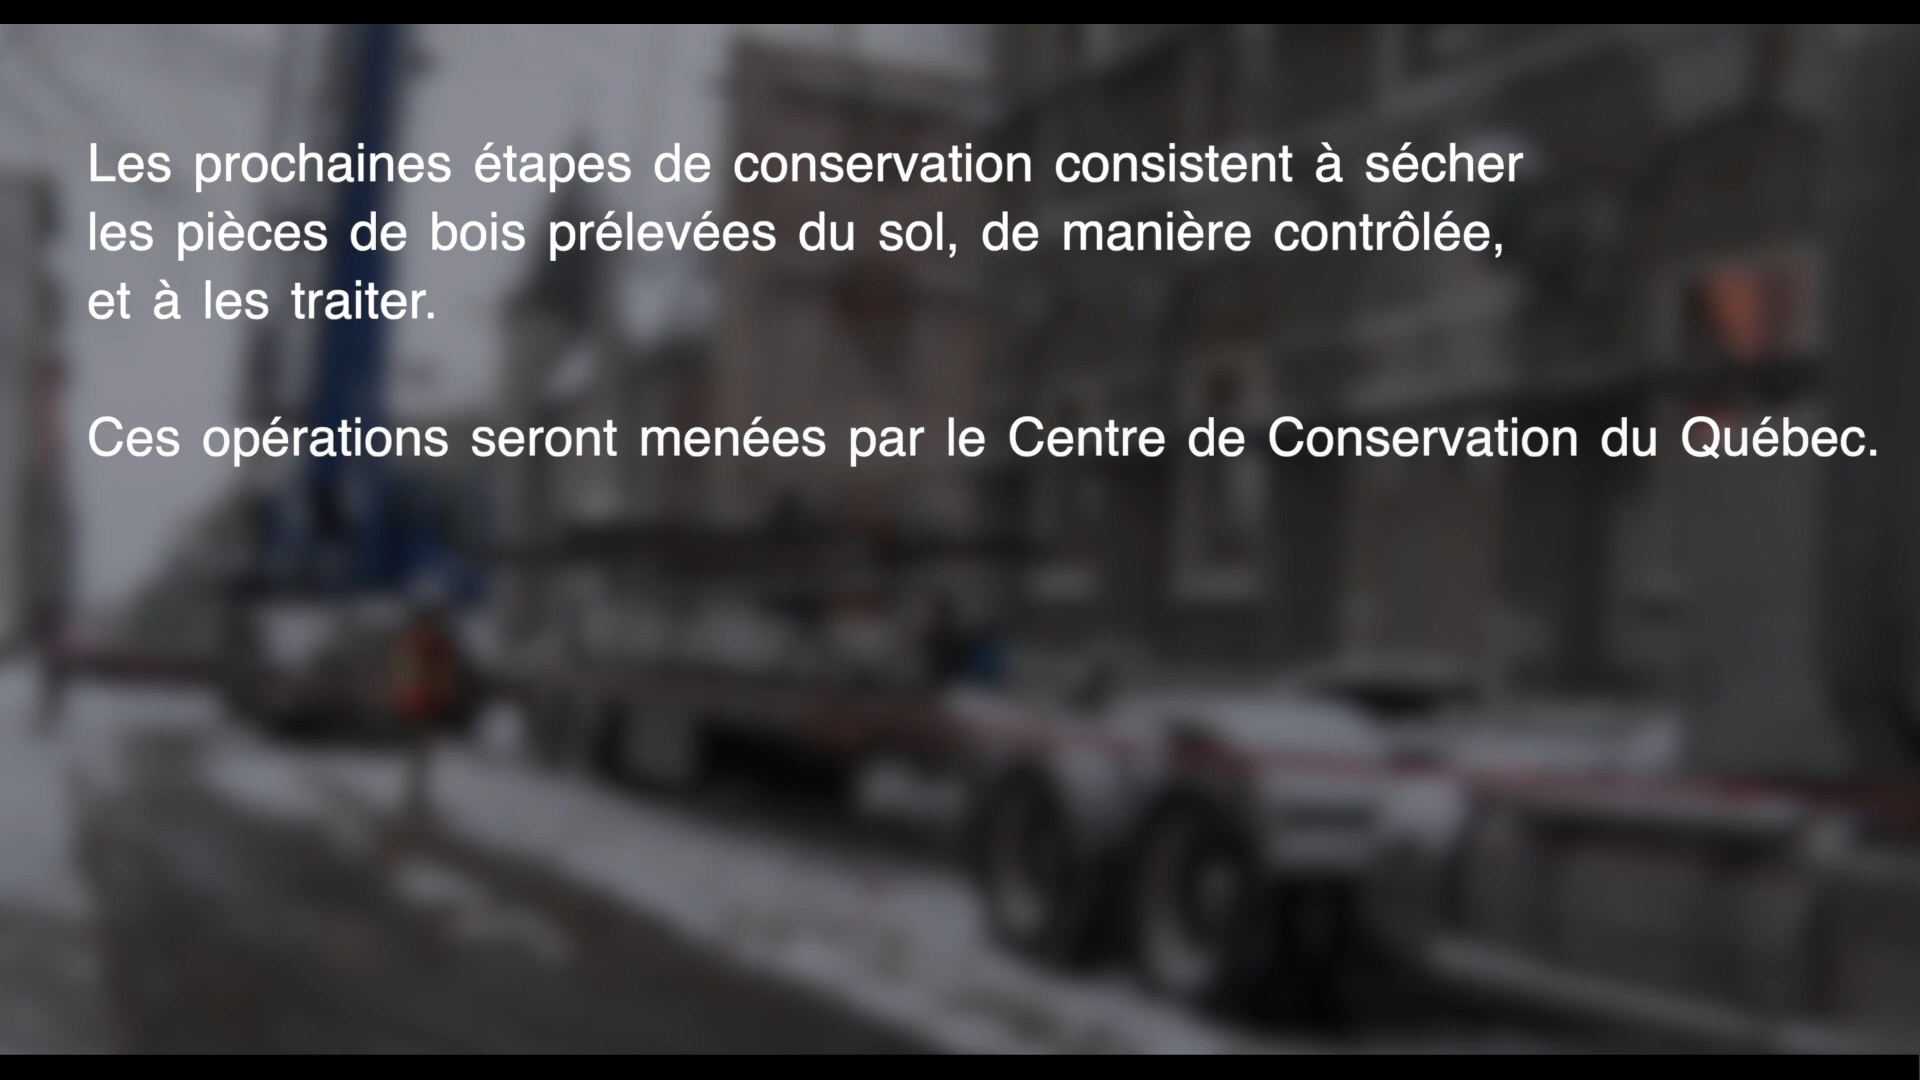 Les prochaines étapes de conservation consistent à sécher
les pièces de bois prélevées du sol, de manière contrôlée,
et à les traiter.
Ces opérations seront menées par le Centre de Conservation du Québec.